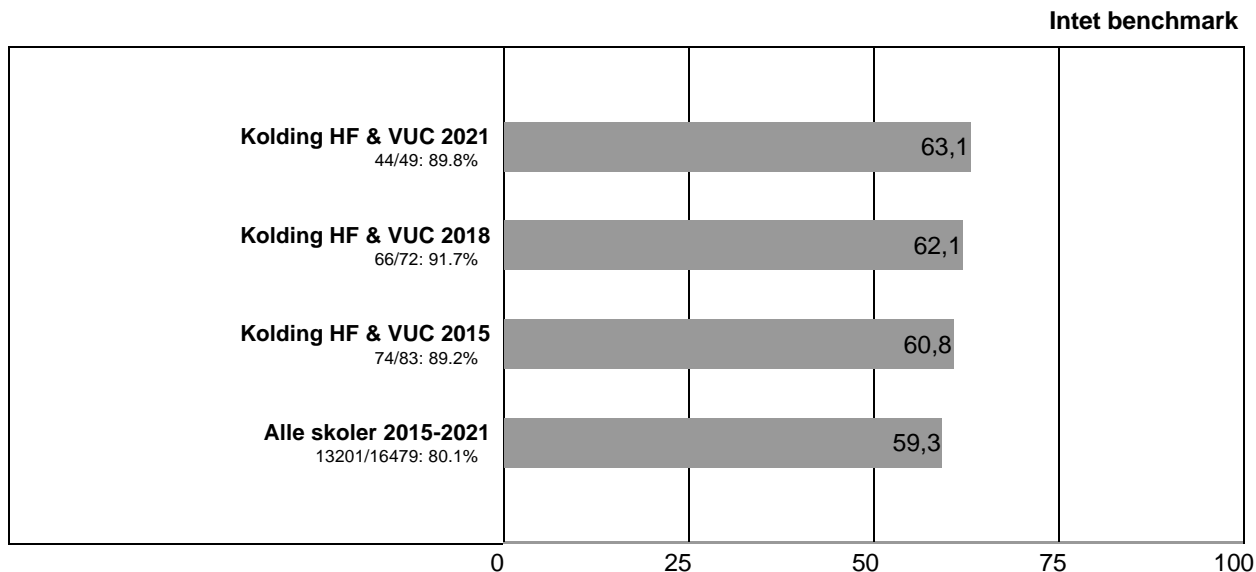 Intet benchmark
Kolding HF & VUC 2021
44/49: 89.8%
63,1
Kolding HF & VUC 2018
66/72: 91.7%
62,1
Kolding HF & VUC 2015
74/83: 89.2%
60,8
Alle skoler 2015-2021
13201/16479: 80.1%
59,3
0 25 50 75 100